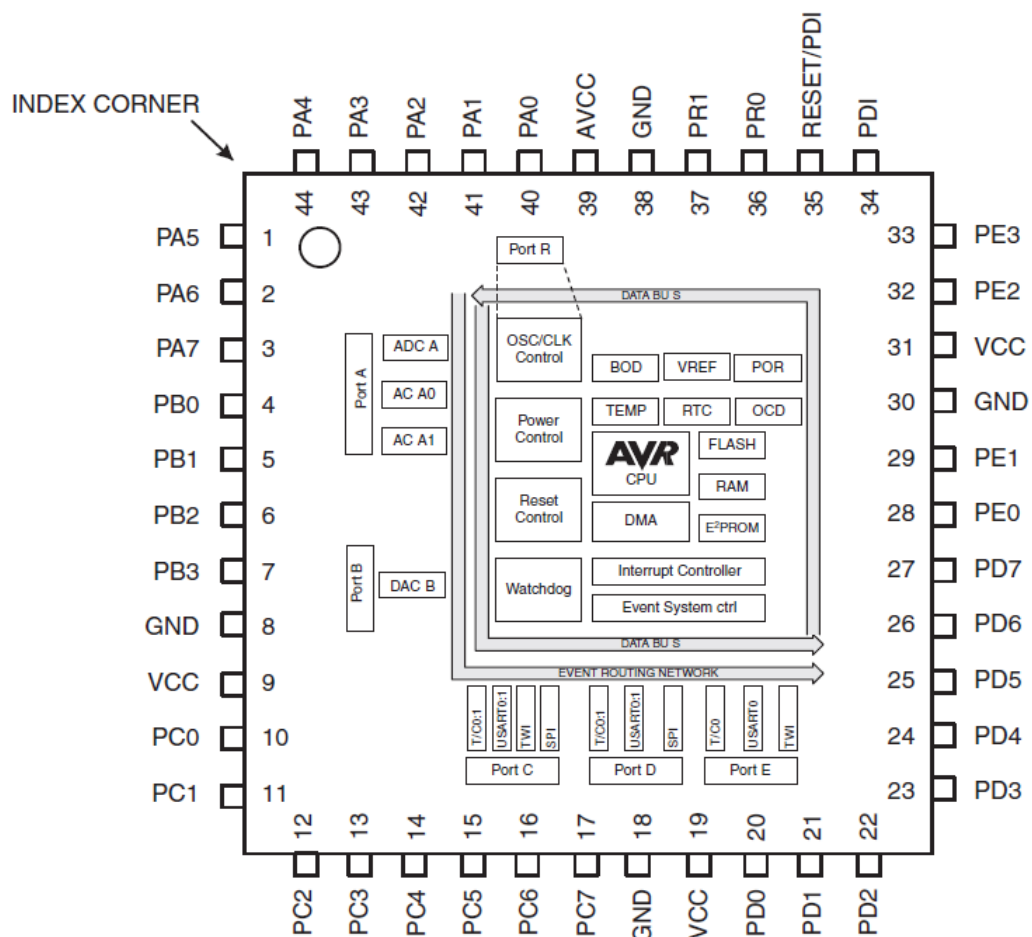 INDEX CORNER
PA4
PA3
PA2
PA1
PA0
AVCC
GND
PR1
PR0
RESET/PDI
PDI
44
43
42
41
40
39
38
37
36
35
34
PA5 1
PA6 2
PA7 3
PB0 4
PB1 5
PB2 6
PB3 7
GND 8
VCC 9
PC0 10
PC1 11
33 PE3
32 PE2
31 VCC
30 GND
29 PE1
28 PE0
27 PD7
26 PD6
25 PD5
24 PD4
23 PD3
Port R
DATA BU S
Port A
ADC A
AC A0
AC A1
Port B
DAC B
OSC/CLK
Control
Power
Control
Reset
Control
Watchdog
BOD
VREF
POR
TEMP
RTC
OCD
AVR
CPU
FLASH
RAM
DMA
E²PROM
Interrupt Controller
Event System ctrl
DATA BU S
EVENT ROUTING NETWORK
T/C0:1
USART0:1
TWI
SPI
T/C0:1
USART0:1
SPI
T/C0
USART0
TWI
Port C
Port D
Port E
12
13
14
15
16
17
18
19
20
21
22
PC2
PC3
PC4
PC5
PC6
PC7
GND
VCC
PD0
PD1
PD2